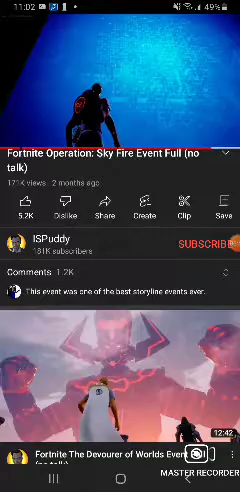 11:02
49%
Fortnite Operation: Sky Fire Event Full (no
talk)
171K views · 2 months ago
5.2K
Dislike
Share
Create
Clip
Save
ISPuddy
181K subscribers
SUBSCRIB
Comments 1.2K
This event was one of the best storyline events ever.
12:42
Fortnite The Devourer of Worlds Event
MASTER RECORDER